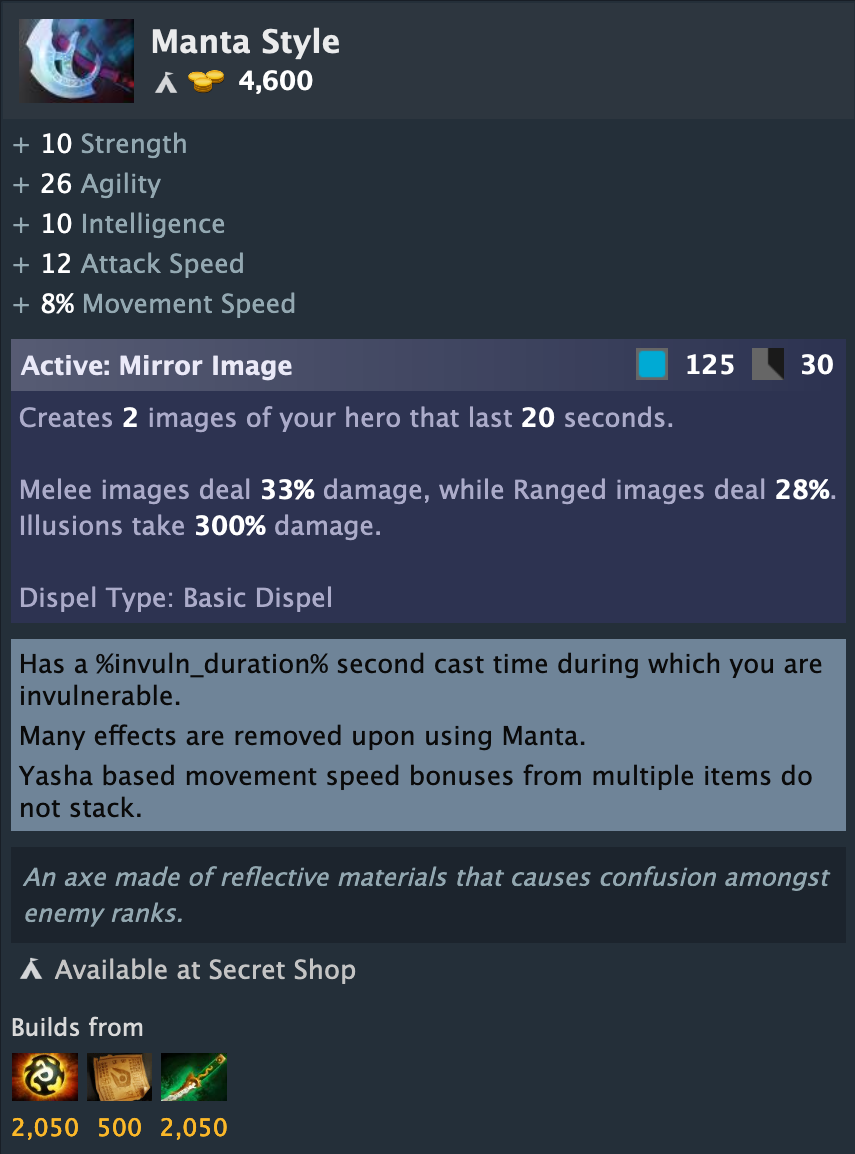 Manta Style
4,600
+ 10 Strength
+ 26 Agility
+ 10 Intelligence
+ 12 Attack Speed
+ 8% Movement Speed
Active: Mirror Image 125 30
Creates 2 images of your hero that last 20 seconds.
Melee images deal 33% damage, while Ranged images deal 28%.
Illusions take 300% damage.
Dispel Type: Basic Dispel
Has a %invuln_duration% second cast time during which you are
invulnerable.
Many effects are removed upon using Manta.
Yasha based movement speed bonuses from multiple items do
not stack.
An axe made of reflective materials that causes confusion amongst
enemy ranks.
Available at Secret Shop
Builds from
2,050 500 2,050